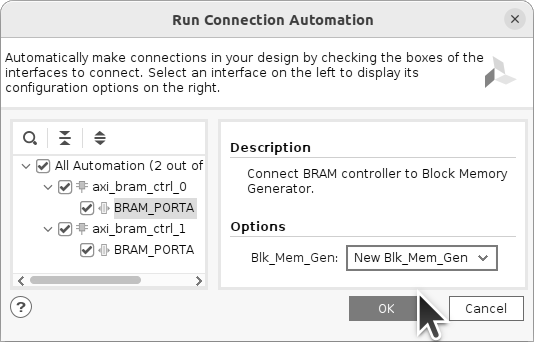 Run Connection Automation
Automatically make connections in your design by checking the boxes of the
interfaces to connect. Select an interface on the left to display its
configuration options on the right.
All Automation (2 out of
axi_bram_ctrl_0
BRAM_PORTA
axi_bram_ctrl_1
BRAM_PORTA
Description
Connect BRAM controller to Block Memory
Generator.
Options
Blk_Mem_Gen: New Blk_Mem_Gen
? OK Cancel